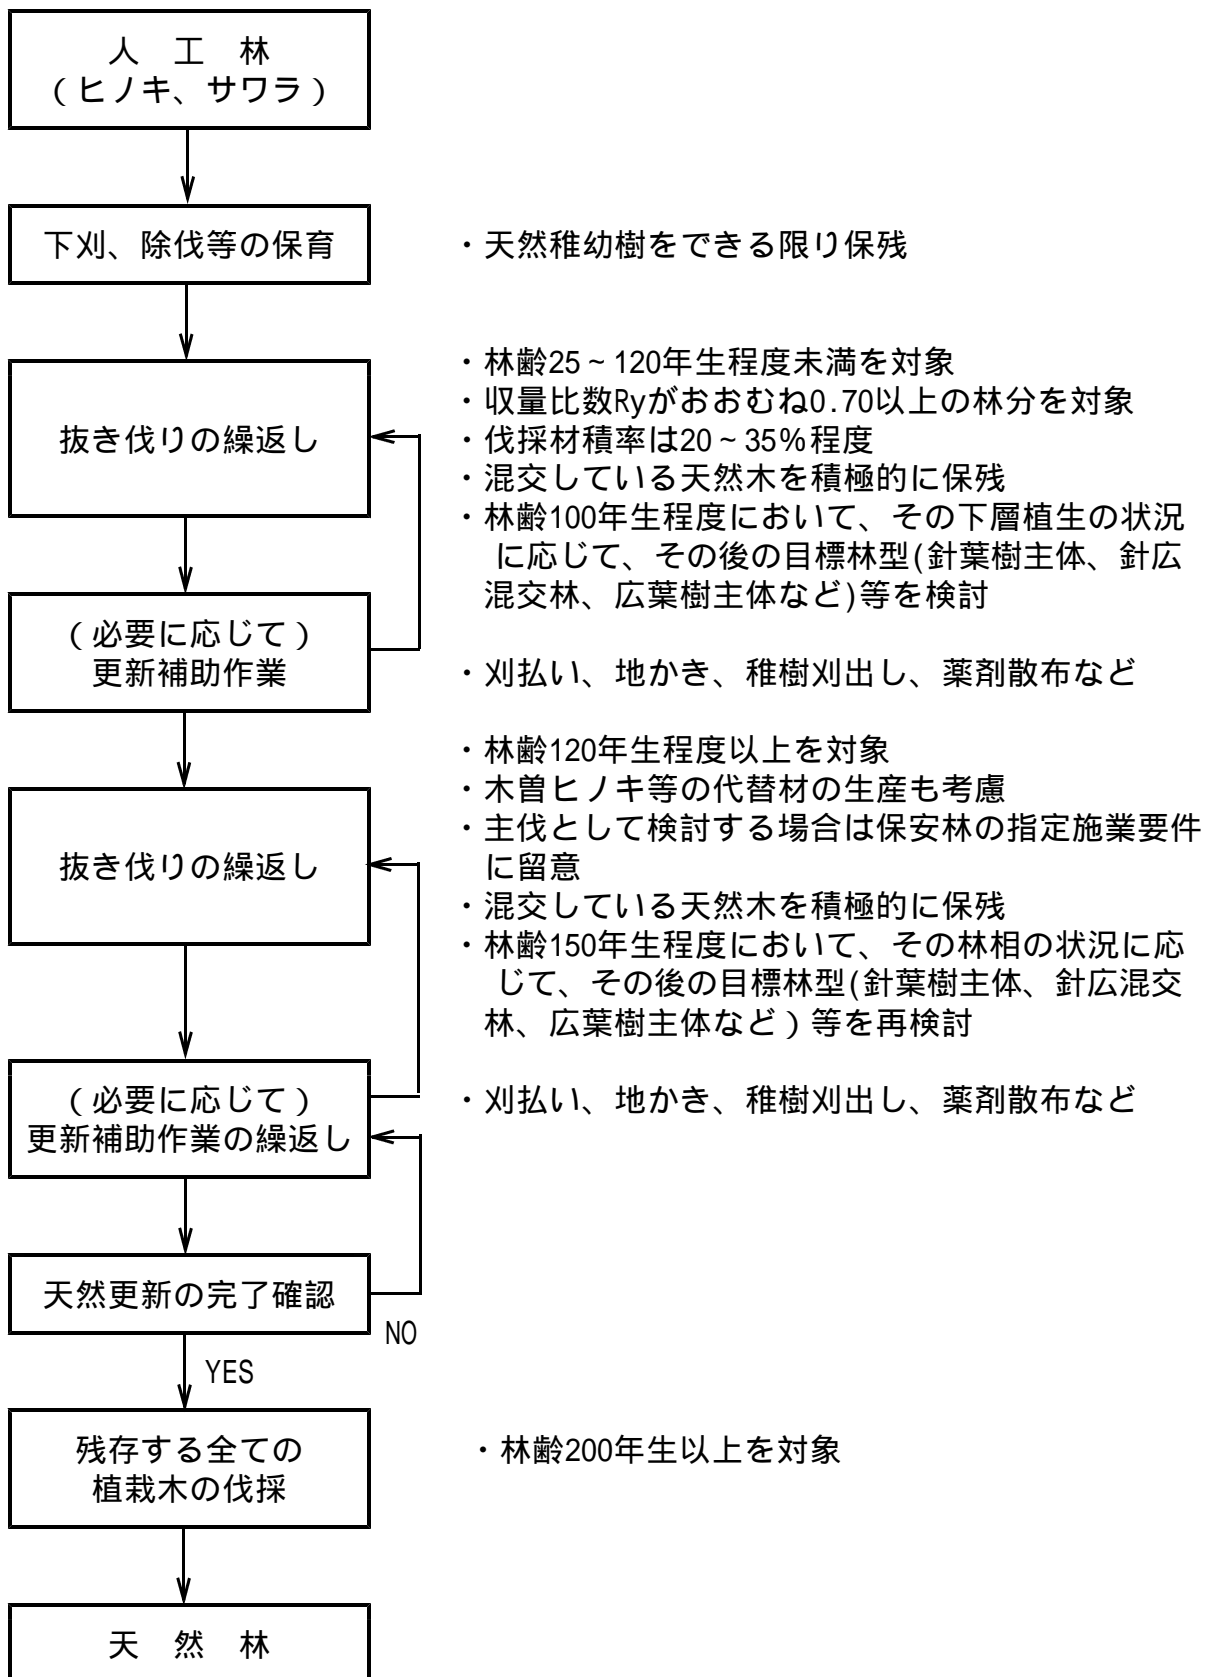 人　工　林
（ヒノキ、サワラ）
下刈、除伐等の保育
・天然稚幼樹をできる限り保残
抜き伐りの繰返し
・林齢25～120年生程度未満を対象
・収量比数Ryがおおむね0.70以上の林分を対象
・伐採材積率は20～35%程度
・混交している天然木を積極的に保残
・林齢100年生程度において、その下層植生の状況
に応じて、その後の目標林型(針葉樹主体、針広
混交林、広葉樹主体など)等を検討
（必要に応じて）
更新補助作業
・刈払い、地かき、稚樹刈出し、薬剤散布など
抜き伐りの繰返し
・林齢120年生程度以上を対象
・木曽ヒノキ等の代替材の生産も考慮
・主伐として検討する場合は保安林の指定施業要件
に留意
・混交している天然木を積極的に保残
・林齢150年生程度において、その林相の状況に応
じて、その後の目標林型(針葉樹主体、針広混交
林、広葉樹主体など）等を再検討
（必要に応じて）
更新補助作業の繰返し
・刈払い、地かき、稚樹刈出し、薬剤散布など
天然更新の完了確認
NO
YES
残存する全ての
植栽木の伐採
・林齢200年生以上を対象
天　然　林